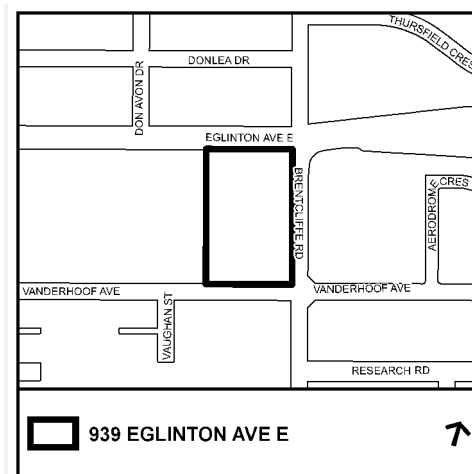 THURSFIELD CRES
DONLEA DR
DON AVON DR
EGLINTON AVE E
BRENTCLIFFE RD
AERODROME CRES
VANDERHOOF AVE
VANDERHOOF AVE
VAUGHAN ST
RESEARCH RD
939 EGLINTON AVE E